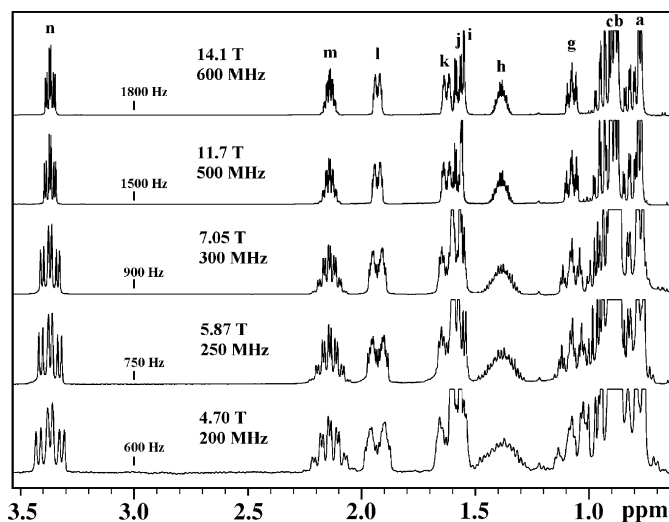 n m l k j i h g cb a
14.1 T
600 MHz
1800 Hz
11.7 T
500 MHz
1500 Hz
7.05 T
300 MHz
900 Hz
5.87 T
250 MHz
750 Hz
4.70 T
200 MHz
600 Hz
3.5 3.0 2.5 2.0 1.5 1.0 ppm